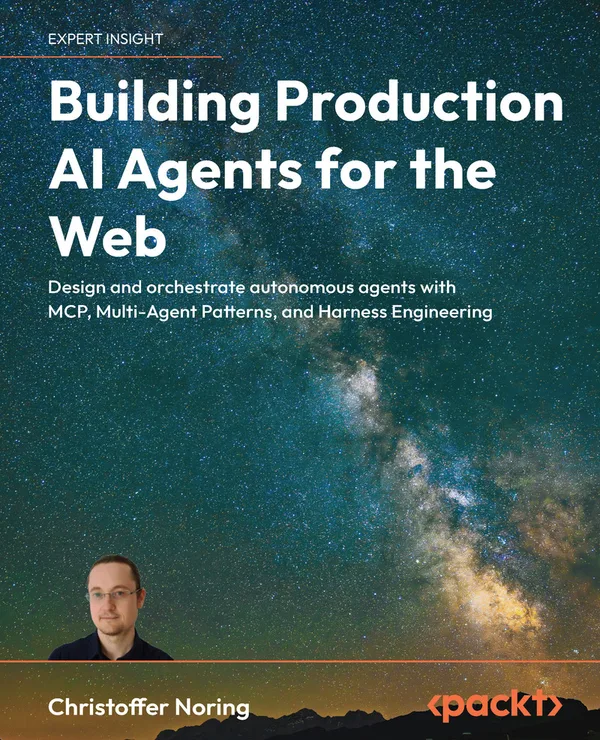 EXPERT INSIGHT
Building Production
AI Agents for the
Web
Design and orchestrate autonomous agents with
MCP, Multi-Agent Patterns, and Harness Engineering
Christoffer Noring
<packt>